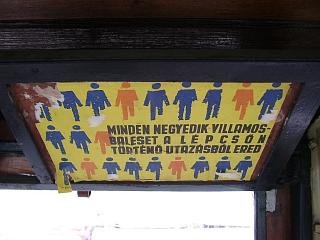 MINDEN NEGYEDIK VILLAMOS-
BALESET A LÉPCSŐN
TÖRTÉNŐ UTAZÁSBÓL ERED